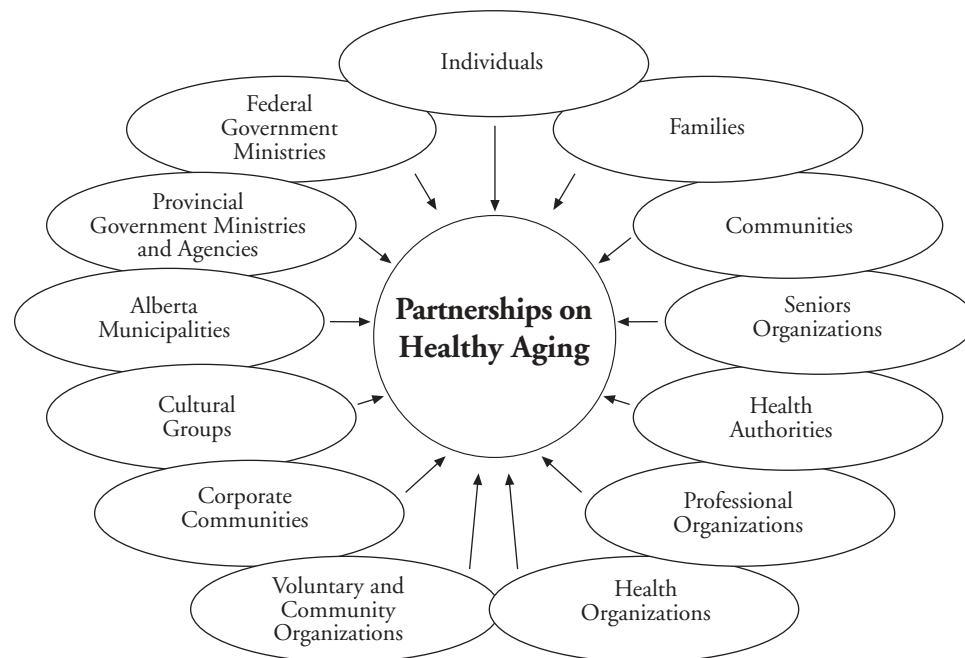 Individuals
Federal
Government
Ministries
Families
Provincial
Government Ministries
and Agencies
Communities
Alberta
Municipalities
Partnerships on
Healthy Aging
Seniors
Organizations
Cultural
Groups
Health
Authorities
Corporate
Communities
Professional
Organizations
Voluntary and
Community
Organizations
Health
Organizations